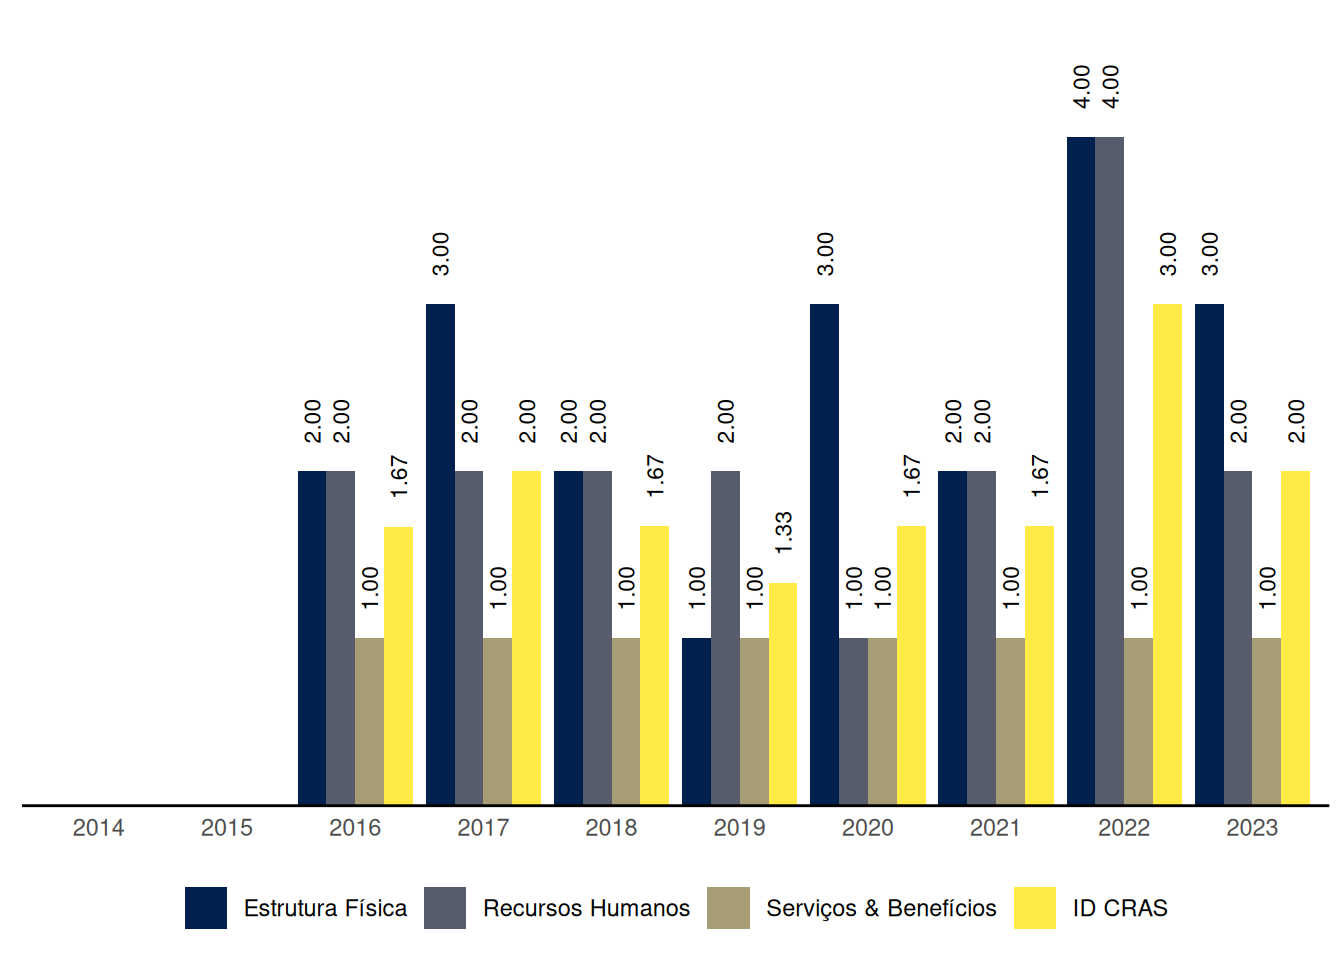 4.00 4.00
3.00 3.00 3.00 3.00
2.00 2.00 2.00 2.00 2.00 2.00 2.00 2.00 2.00 2.00 2.00
1.67 1.67 1.67 1.67
1.33
1.00 1.00 1.00 1.00 1.00 1.00 1.00 1.00 1.00 1.00
2014 2015 2016 2017 2018 2019 2020 2021 2022 2023
Estrutura Física Recursos Humanos Serviços & Benefícios ID CRAS